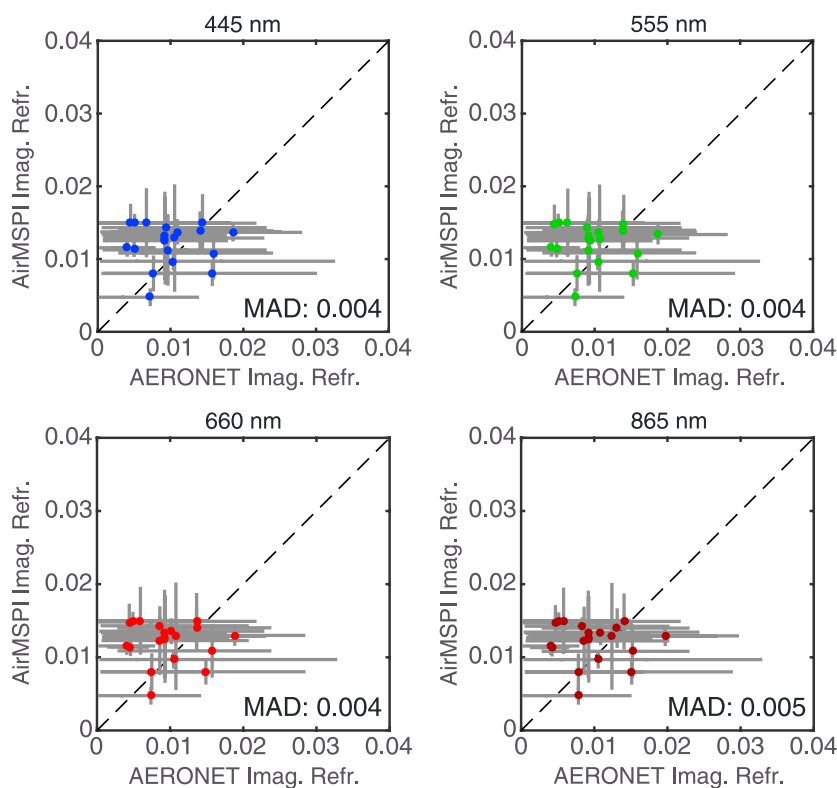 445 nm
0.04
0.03
0.02
0.01
0
AirMSPI Imag. Refr.
MAD: 0.004
0 0.01 0.02 0.03 0.04
AERONET Imag. Refr.
555 nm
0.04
0.03
0.02
0.01
0
AirMSPI Imag. Refr.
MAD: 0.004
0 0.01 0.02 0.03 0.04
AERONET Imag. Refr.
660 nm
0.04
0.03
0.02
0.01
0
AirMSPI Imag. Refr.
MAD: 0.004
0 0.01 0.02 0.03 0.04
AERONET Imag. Refr.
865 nm
0.04
0.03
0.02
0.01
0
AirMSPI Imag. Refr.
MAD: 0.005
0 0.01 0.02 0.03 0.04
AERONET Imag. Refr.